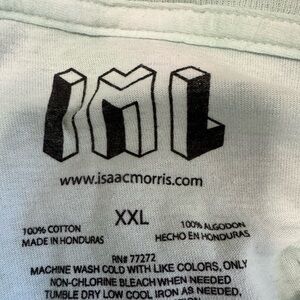 IML
www.isaacmorris.com
XXL
100% COTTON 100% ALGODON
MADE IN HONDURAS HECHO EN HONDURAS
RN# 77272
MACHINE WASH COLD WITH LIKE COLORS, ONLY
NON-CHLORINE BLEACH WHEN NEEDED
TUMBLE DRY LOW COOL IRON AS NEEDED,